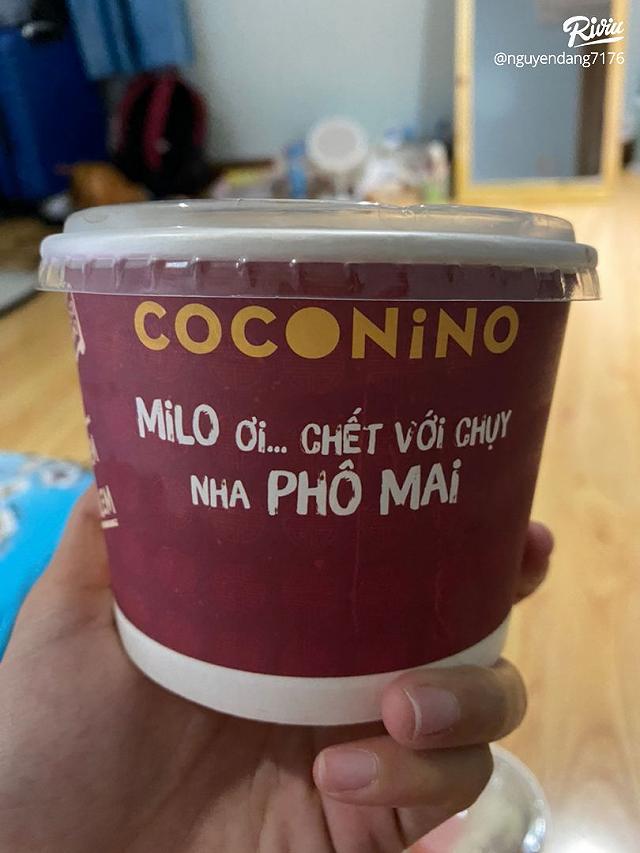 Riviu
@nguyendang7176
COCONiNO
MiLO ơi... CHẾT VỚI CHỤY
NHA PHÔ MAi